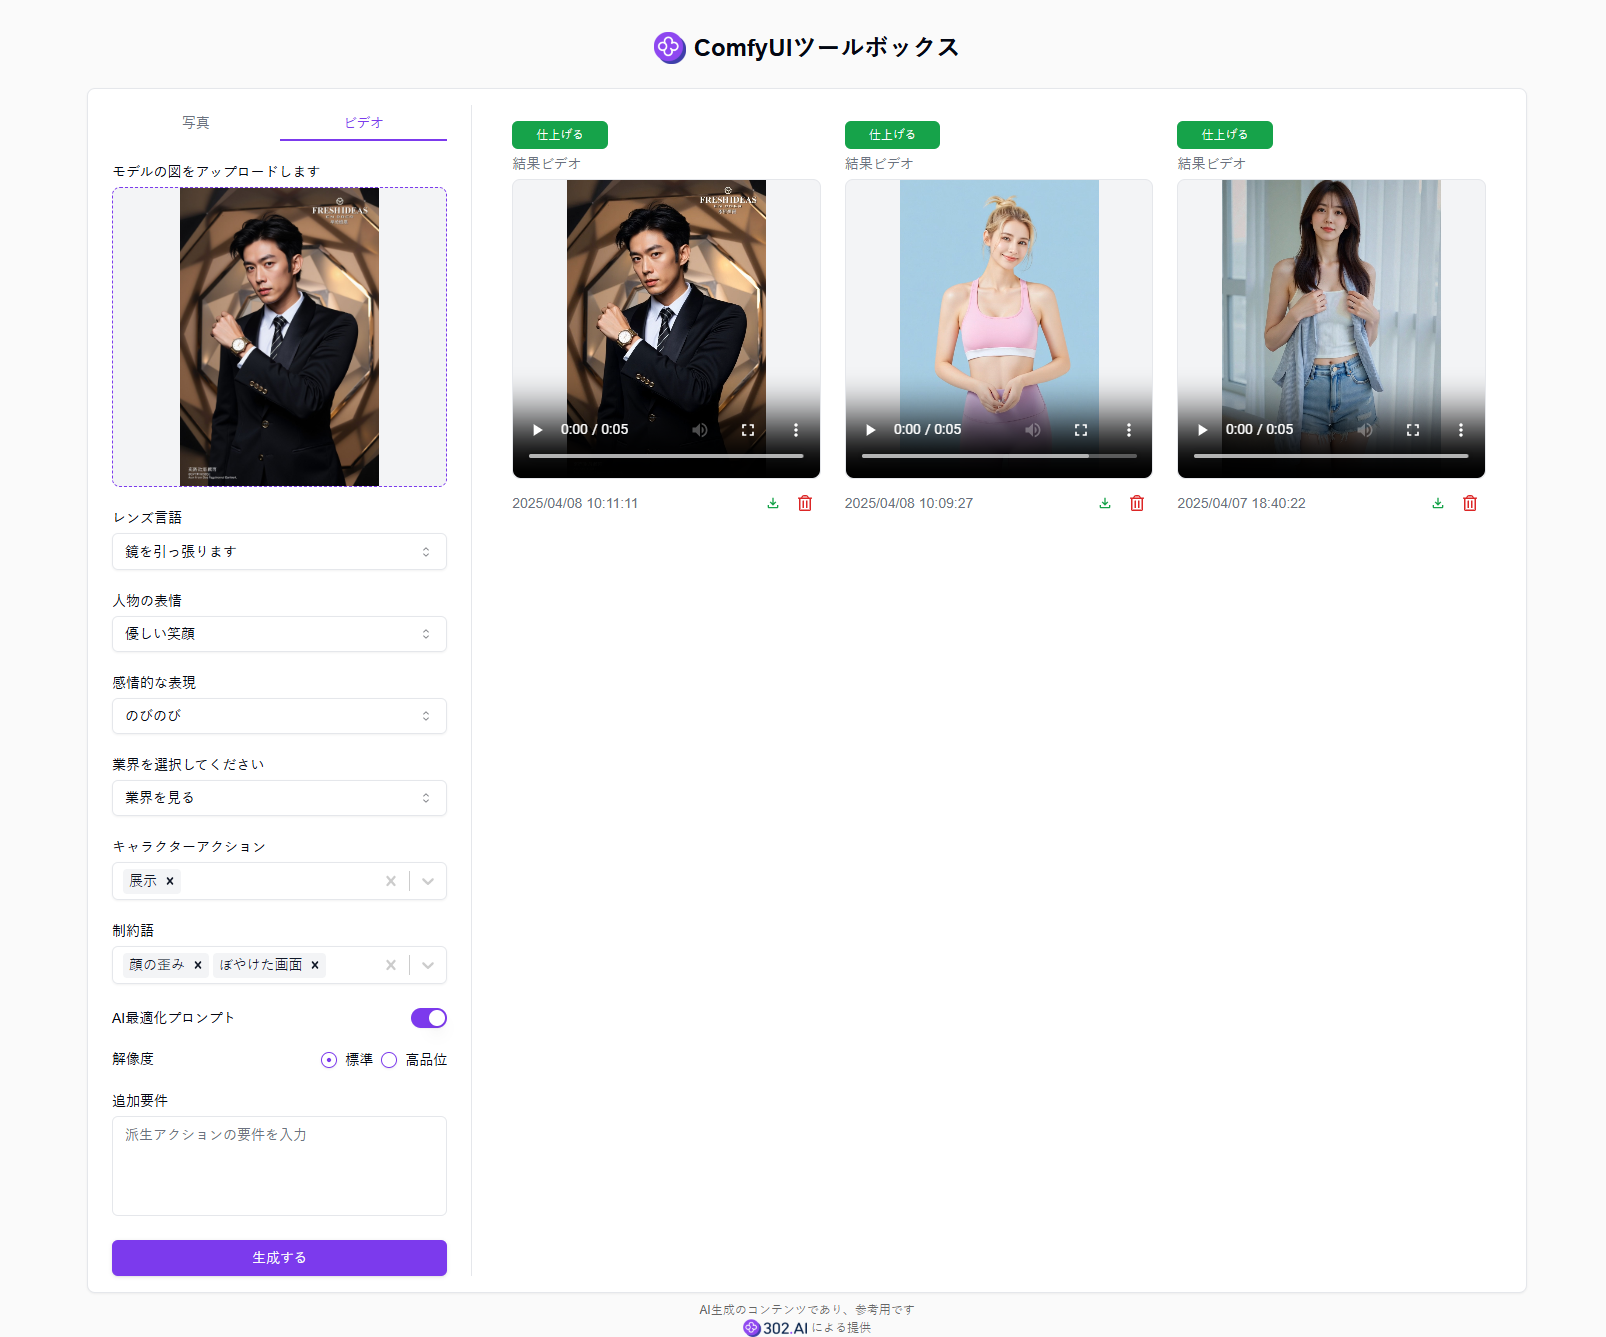 ComfyUIツールボックス
写真
ビデオ
モデルの図をアップロードします
FRESHIDEAS
レンズ言語
鏡を引っ張ります
人物の表情
優しい笑顔
感情的な表現
のびのび
業界を選択してください
業界を見る
キャラクターアクション
展示
制約語
顔の歪み
ぼやけた画面
AI最適化プロンプト
解像度
標準
高品位
追加要件
派生アクションの要件を入力
生成する
仕上げる
結果ビデオ
FRESHIDEAS
0:00 / 0:05
2025/04/08 10:11:11
仕上げる
結果ビデオ
0:00 / 0:05
2025/04/08 10:09:27
仕上げる
結果ビデオ
0:00 / 0:05
2025/04/07 18:40:22
AI生成のコンテンツであり、参考用です
302.AI による提供